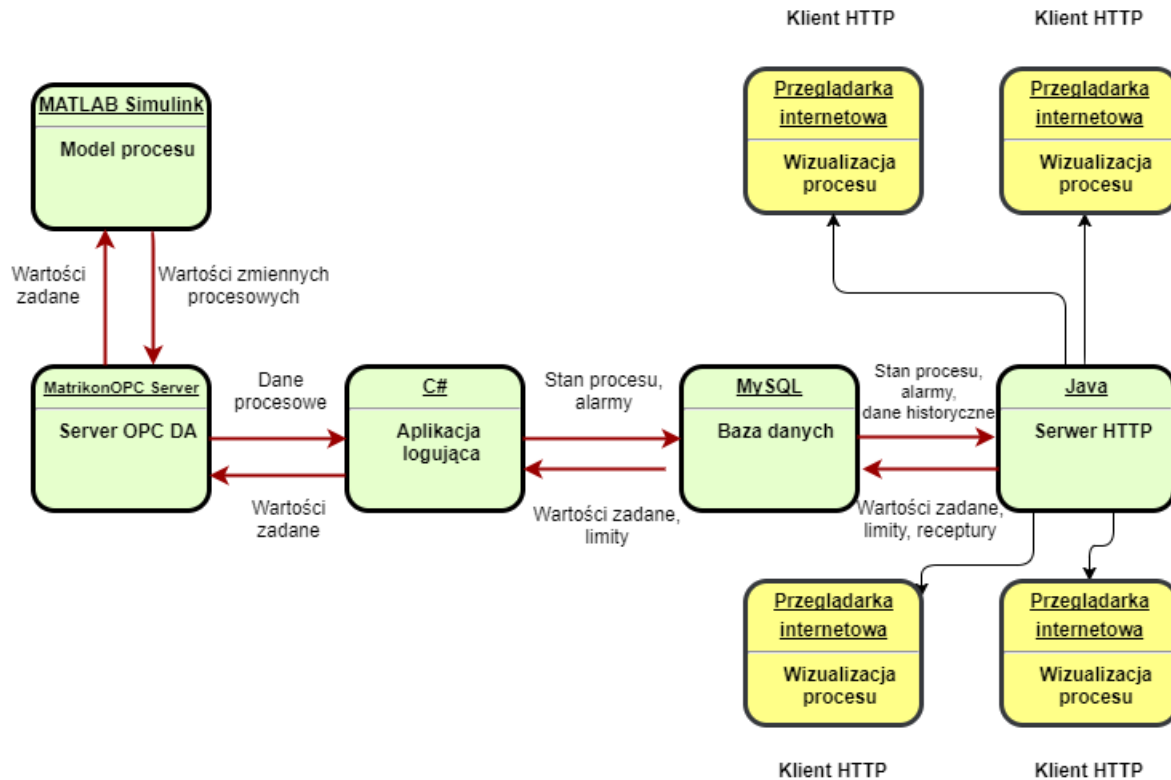 Klient HTTP
Klient HTTP
Przeglądarka
internetowa
Wizualizacja
procesu
Przeglądarka
internetowa
Wizualizacja
procesu
MATLAB Simulink
Model procesu
Wartości
zadane
Wartości zmiennych
procesowych
MatrikonOPC Server
Server OPC DA
Dane
procesowe
Wartości
zadane
C#
Aplikacja
logująca
Stan procesu,
alarmy
Wartości zadane,
limity
MySQL
Baza danych
Stan procesu,
alarmy,
dane historyczne
Wartości zadane,
limity, receptury
Java
Serwer HTTP
Przeglądarka
internetowa
Wizualizacja
procesu
Przeglądarka
internetowa
Wizualizacja
procesu
Klient HTTP
Klient HTTP